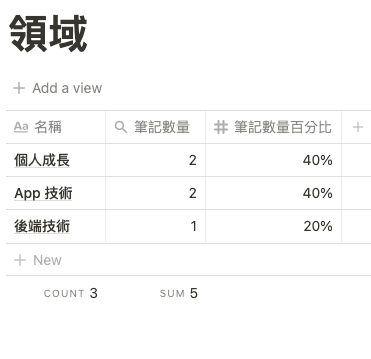 領域
Add a view
Aa 名稱 筆記數量 筆記數量百分比
個人成長 2 40%
App 技術 2 40%
後端技術 1 20%
New
COUNT 3 SUM 5